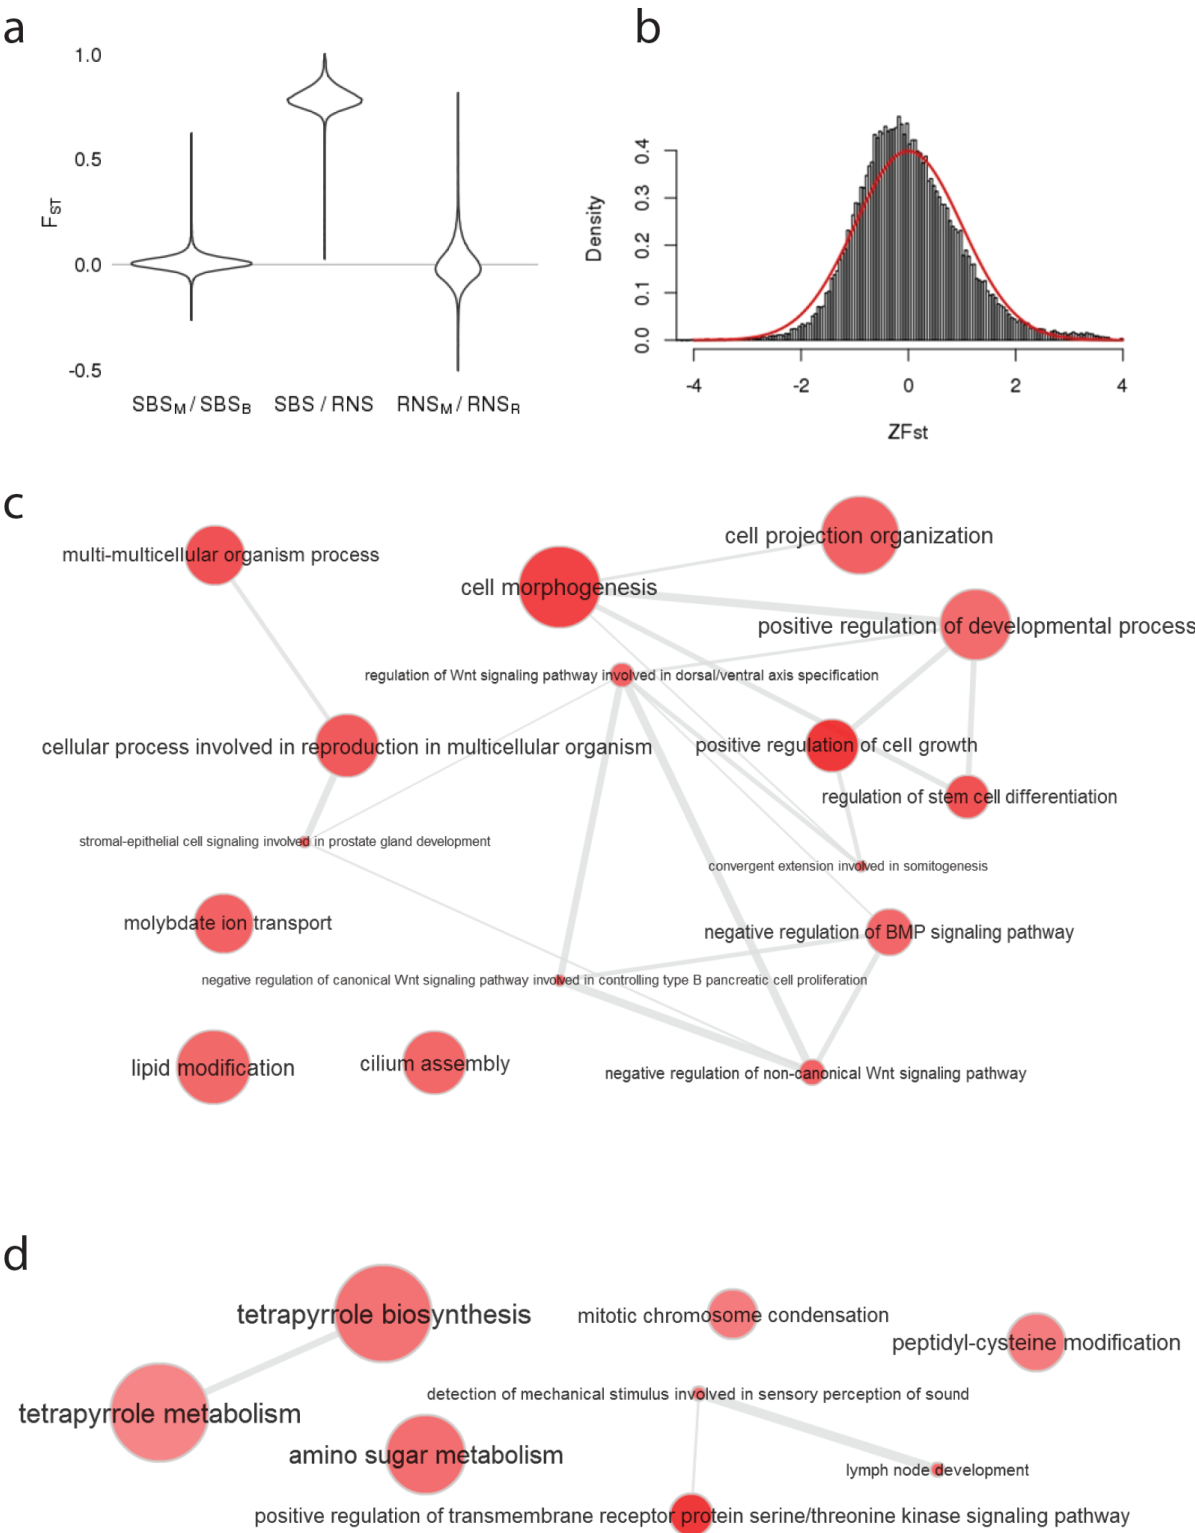 a
b
1.0
0.5
0.0
-0.5
FST
SBSM / SBSB
SBS / RNS
RNSM / RNSR
Density
0.4
0.3
0.2
0.1
0.0
-4
-2
0
2
4
ZFst
c
cell projection organization
multi-multicellular organism process
cell morphogenesis
positive regulation of developmental process
regulation of Wnt signaling pathway involved in dorsal/ventral axis specification
cellular process involved in reproduction in multicellular organism
positive regulation of cell growth
regulation of stem cell differentiation
stromal-epithelial cell signaling involved in prostate gland development
convergent extension involved in somitogenesis
molybdate ion transport
negative regulation of BMP signaling pathway
negative regulation of canonical Wnt signaling pathway involved in controlling type B pancreatic cell proliferation
lipid modification
cilium assembly
negative regulation of non-canonical Wnt signaling pathway
d
tetrapyrrole biosynthesis
mitotic chromosome condensation
peptidyl-cysteine modification
detection of mechanical stimulus involved in sensory perception of sound
tetrapyrrole metabolism
amino sugar metabolism
lymph node development
positive regulation of transmembrane receptor protein serine/threonine kinase signaling pathway